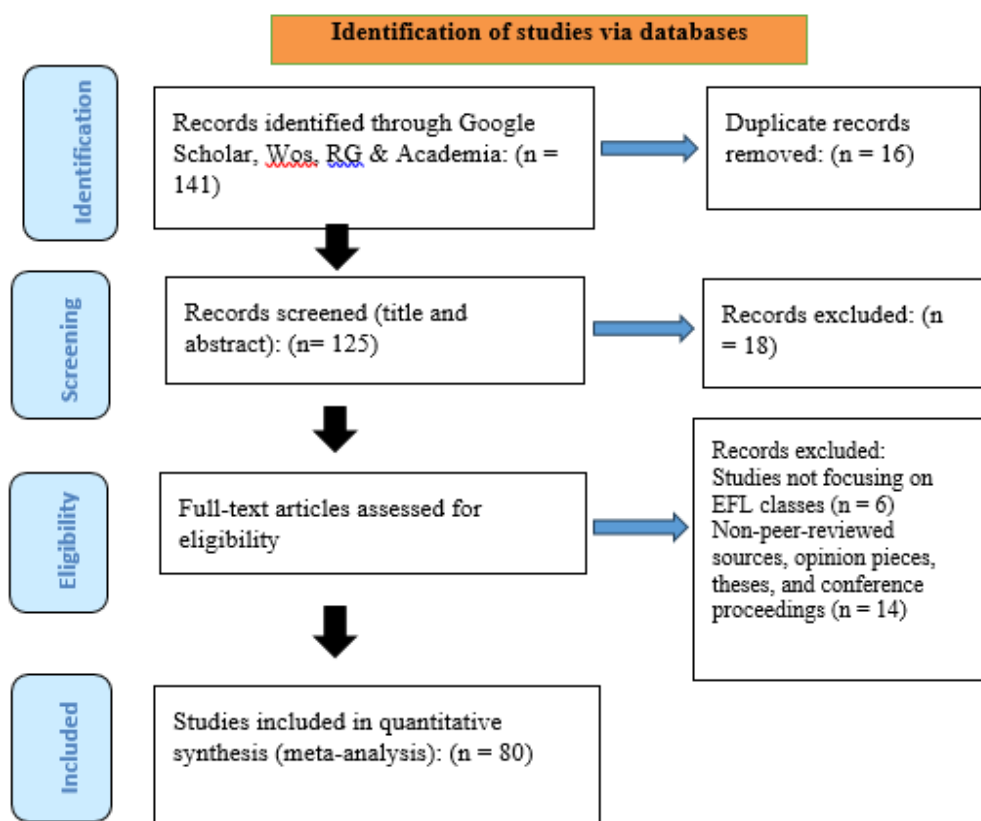 Identification of studies via databases
Identification
Records identified through Google
Scholar, Wos, RG & Academia: (n =
141)
Duplicate records
removed: (n = 16)
Screening
Records screened (title and
abstract): (n= 125)
Records excluded: (n
= 18)
Eligibility
Full-text articles assessed for
eligibility
Records excluded:
Studies not focusing on
EFL classes (n = 6)
Non-peer-reviewed
sources, opinion pieces,
theses, and conference
proceedings (n = 14)
Included
Studies included in quantitative
synthesis (meta-analysis): (n = 80)